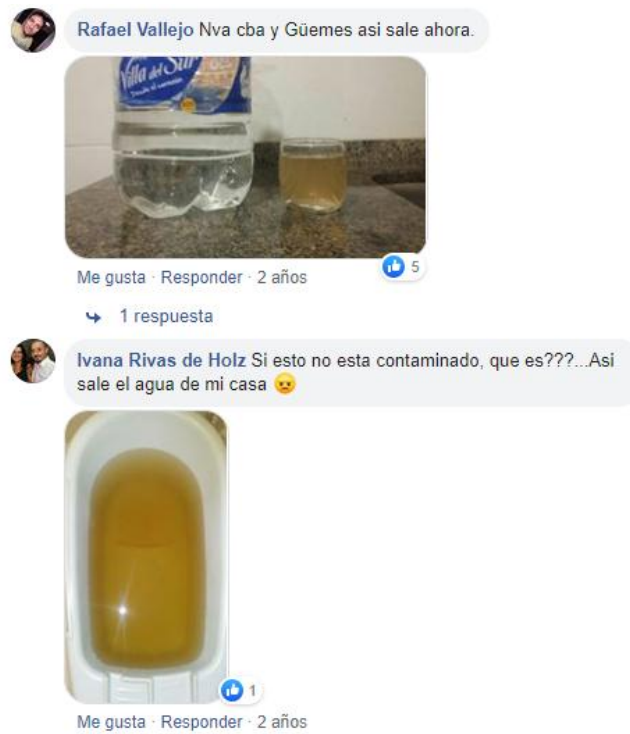 Rafael Vallejo Nva cba y Güemes asi sale ahora.
Villa del Sur
Me gusta · Responder · 2 años
5
1 respuesta
Ivana Rivas de Holz Si esto no esta contaminado, que es???...Asi
sale el agua de mi casa 😠
1
Me gusta · Responder · 2 años